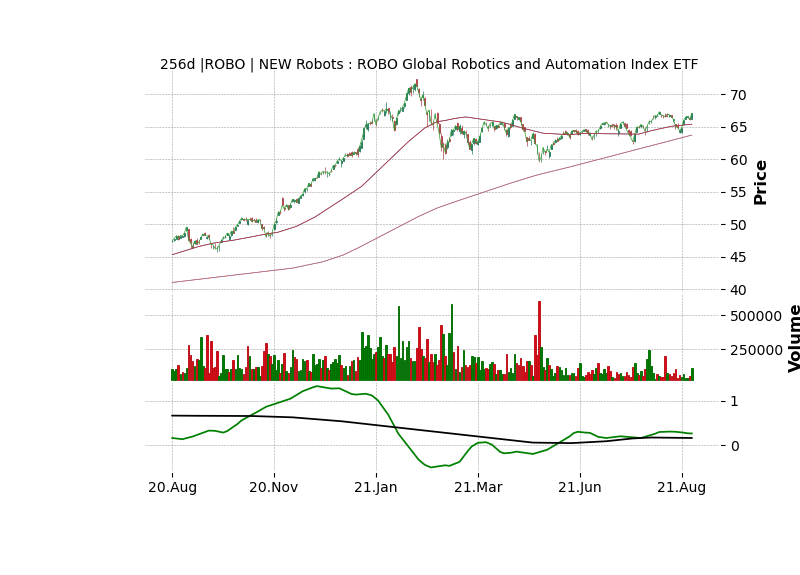 256d |ROBO | NEW Robots : ROBO Global Robotics and Automation Index ETF
70
65
60
55
50
45
40
Price
500000
250000
Volume
1
0
20.Aug 20.Nov 21.Jan 21.Mar 21.Jun 21.Aug